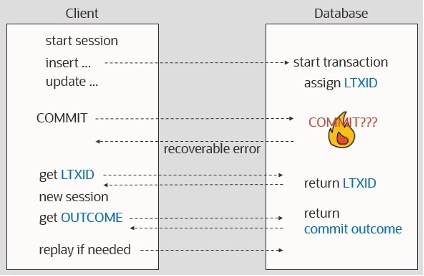 Client
Database
start session
insert ...
start transaction
update ...
assign LTXID
COMMIT
COMMIT???
recoverable error
get LTXID
return LTXID
new session
get OUTCOME
return
commit outcome
replay if needed